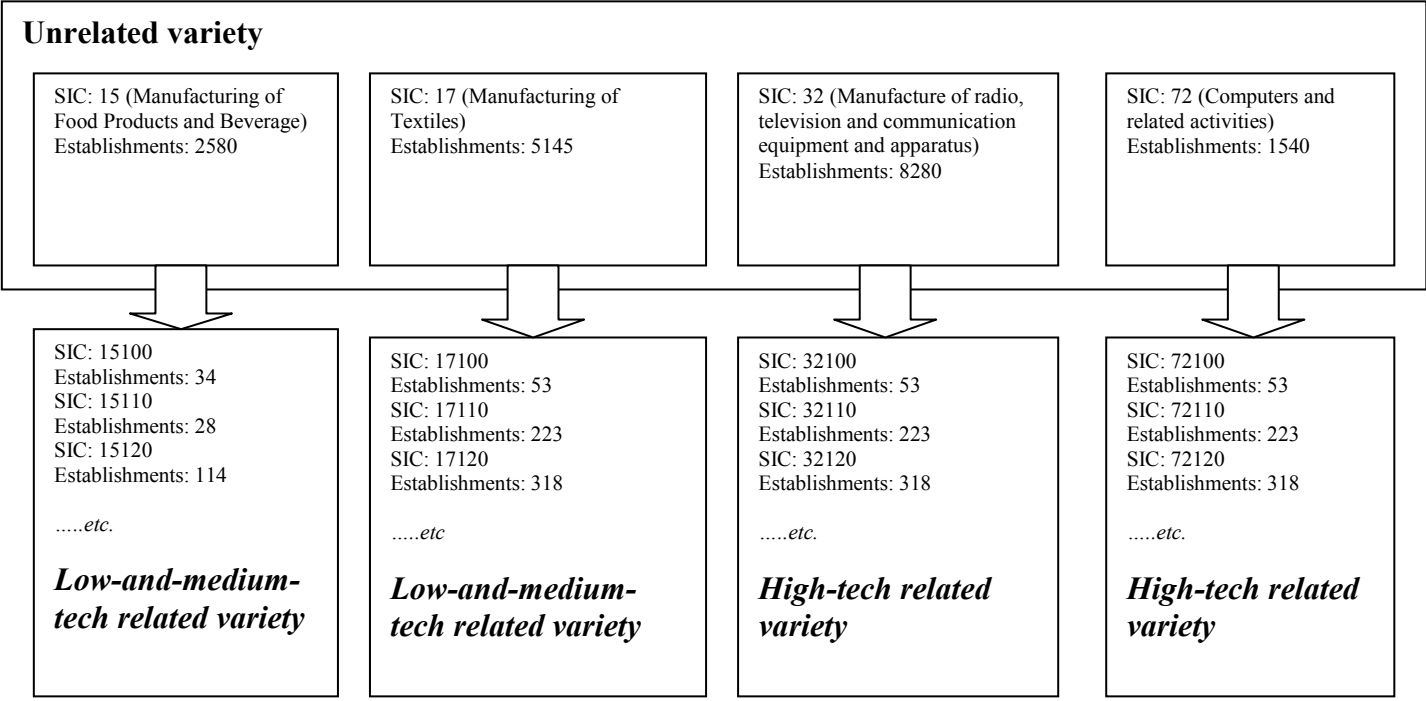 Unrelated variety
SIC: 15 (Manufacturing of
Food Products and Beverage)
Establishments: 2580
SIC: 17 (Manufacturing of
Textiles)
Establishments: 5145
SIC: 32 (Manufacture of radio,
television and communication
equipment and apparatus)
Establishments: 8280
SIC: 72 (Computers and
related activities)
Establishments: 1540
SIC: 15100
Establishments: 34
SIC: 15110
Establishments: 28
SIC: 15120
Establishments: 114
.....etc.
Low-and-medium-
tech related variety
SIC: 17100
Establishments: 53
SIC: 17110
Establishments: 223
SIC: 17120
Establishments: 318
.....etc
Low-and-medium-
tech related variety
SIC: 32100
Establishments: 53
SIC: 32110
Establishments: 223
SIC: 32120
Establishments: 318
.....etc.
High-tech related
variety
SIC: 72100
Establishments: 53
SIC: 72110
Establishments: 223
SIC: 72120
Establishments: 318
.....etc.
High-tech related
variety